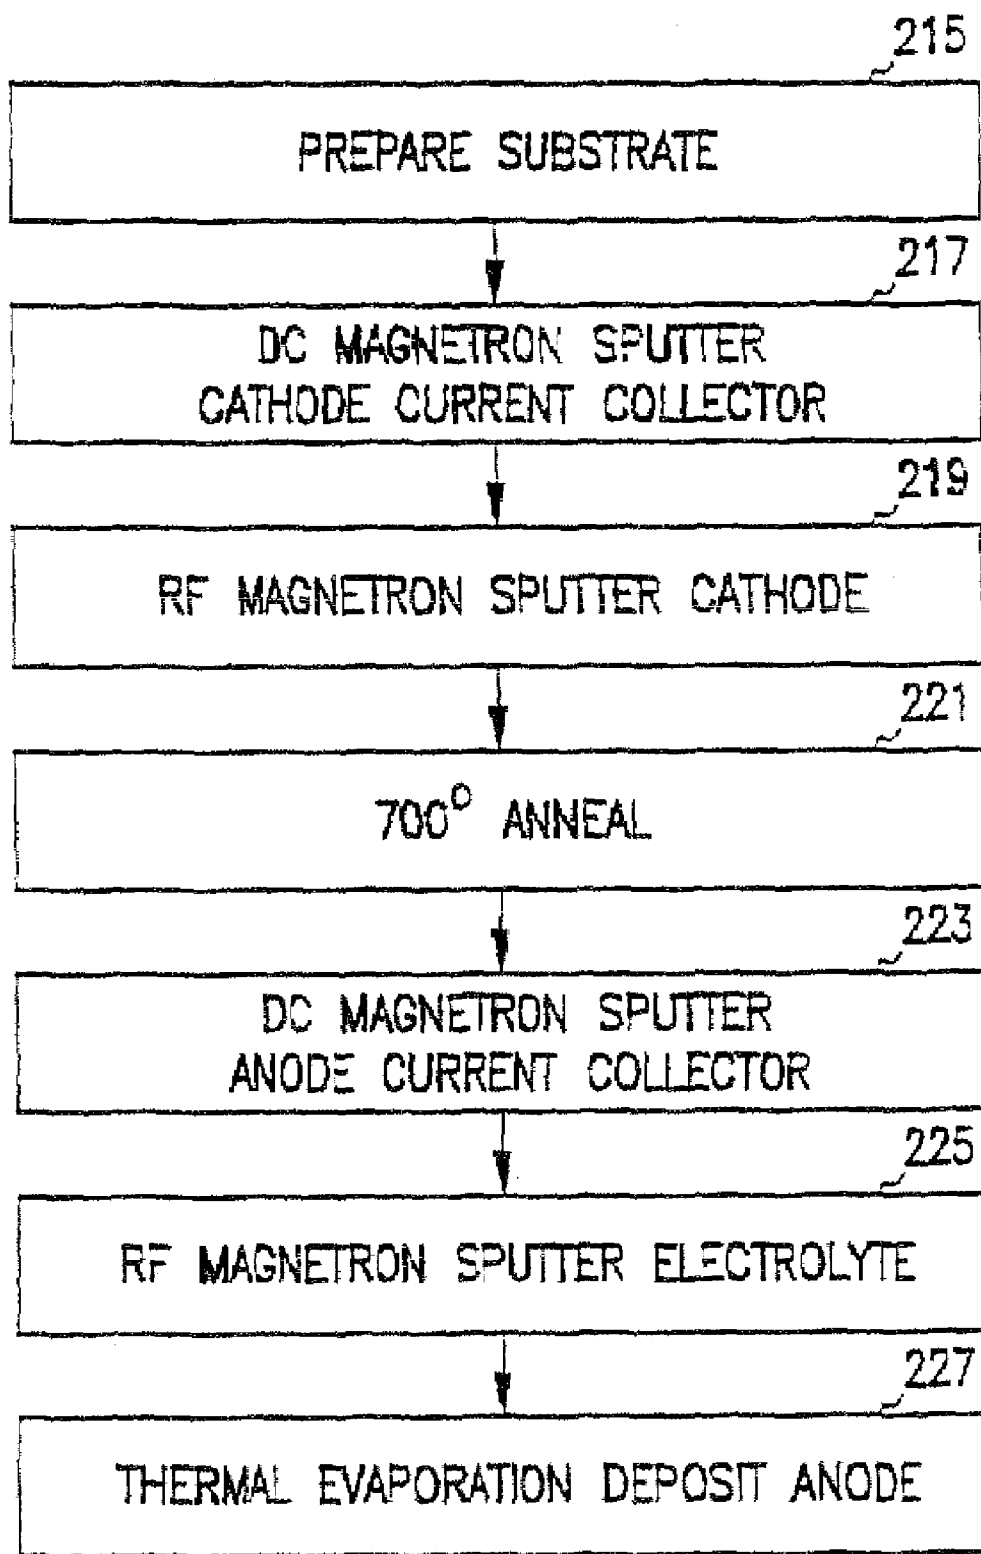 215
PREPARE SUBSTRATE
217
DC MAGNETRON SPUTTER
CATHODE CURRENT COLLECTOR
219
RF MAGNETRON SPUTTER CATHODE
221
700° ANNEAL
223
DC MAGNETRON SPUTTER
ANODE CURRENT COLLECTOR
225
RF MAGNETRON SPUTTER ELECTROLYTE
227
THERMAL EVAPORATION DEPOSIT ANODE